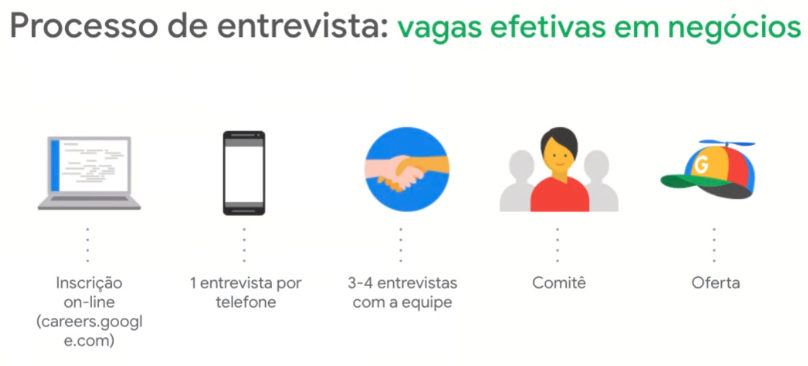 Processo de entrevista: vagas efetivas em negócios
G
Inscrição
on-line
(careers.googl
e.com)
1 entrevista por
telefone
3-4 entrevistas
com a equipe
Comitê
Oferta